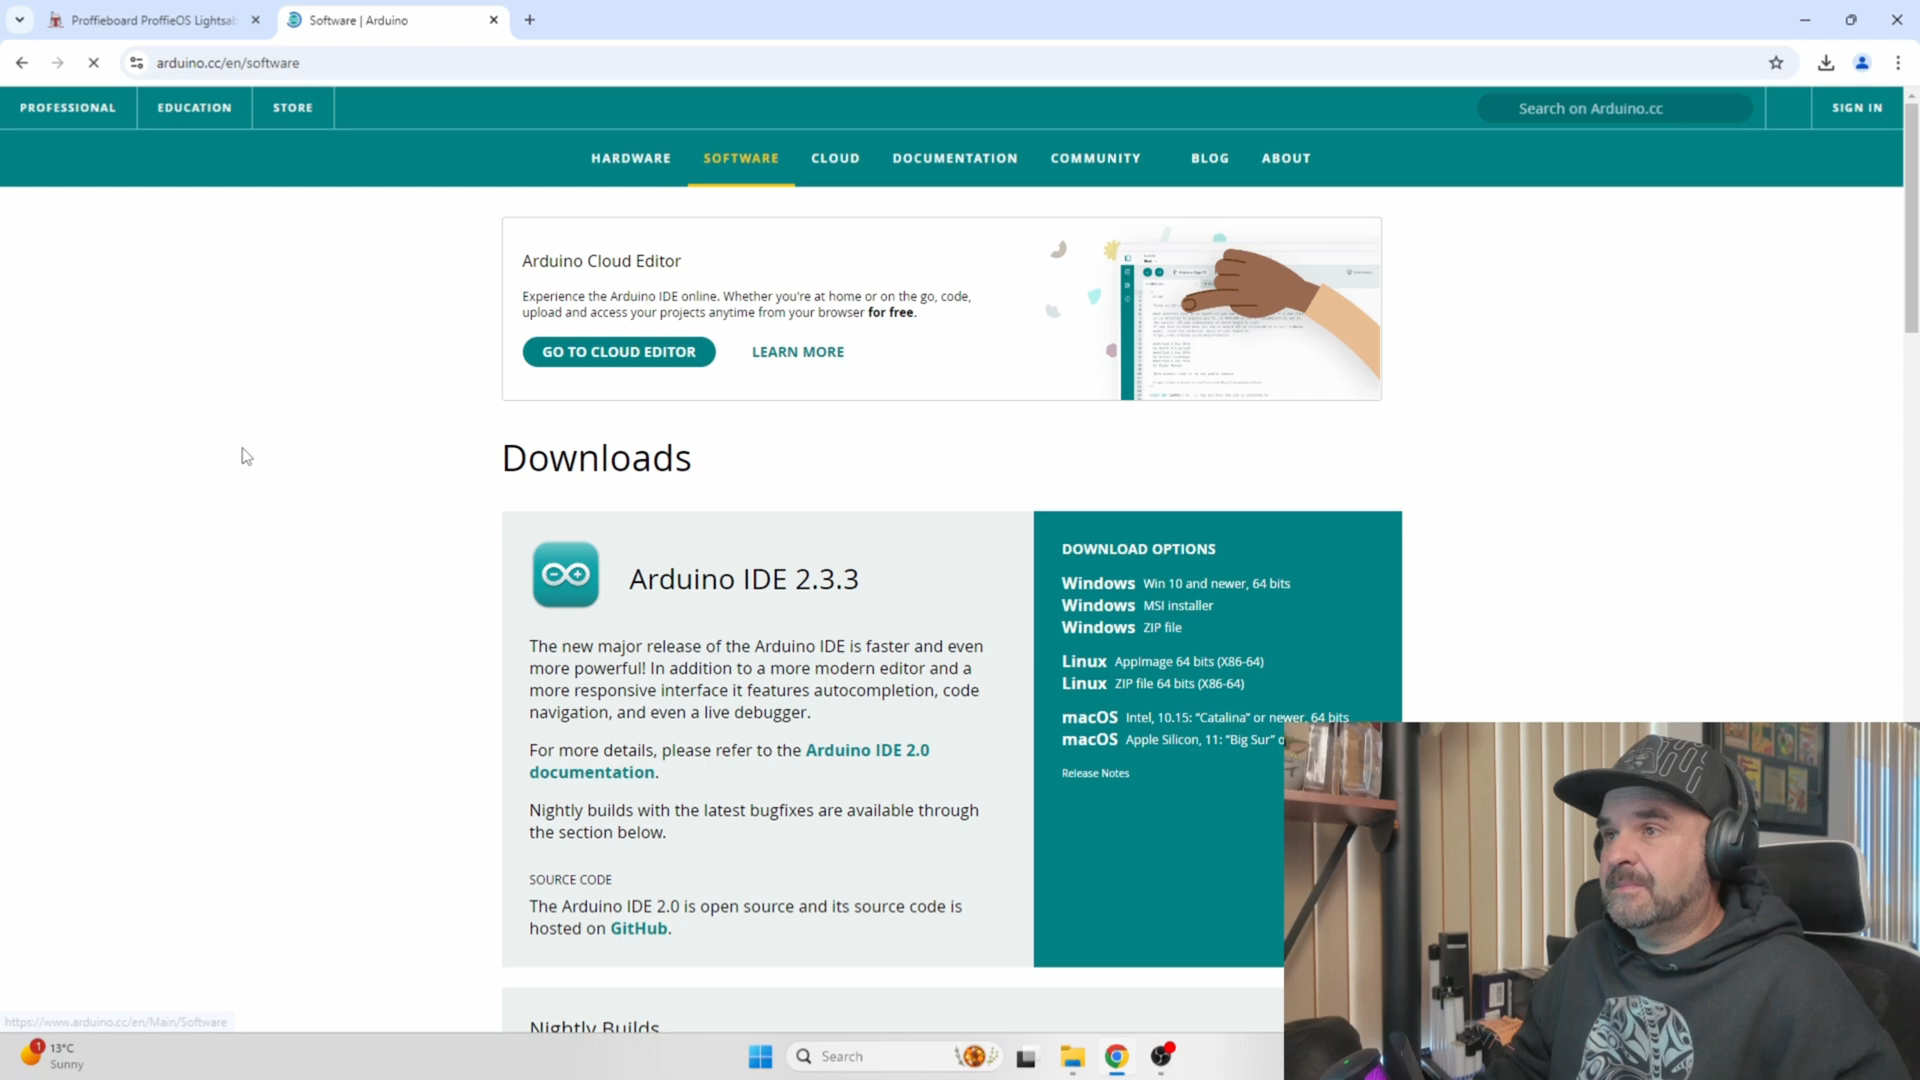 Proffieboard ProffieOS Lightsab
Software | Arduino
arduino.cc/en/software
PROFESSIONAL
EDUCATION
STORE
Search on Arduino.cc
SIGN IN
HARDWARE
SOFTWARE
CLOUD
DOCUMENTATION
COMMUNITY
BLOG
ABOUT
Arduino Cloud Editor
Experience the Arduino IDE online. Whether you're at home or on the go, code,
upload and access your projects anytime from your browser for free.
GO TO CLOUD EDITOR
LEARN MORE
Downloads
Arduino IDE 2.3.3
The new major release of the Arduino IDE is faster and even
more powerful! In addition to a more modern editor and a
more responsive interface it features autocompletion, code
navigation, and even a live debugger.
For more details, please refer to the Arduino IDE 2.0
documentation.
Nightly builds with the latest bugfixes are available through
the section below.
SOURCE CODE
The Arduino IDE 2.0 is open source and its source code is
hosted on GitHub.
DOWNLOAD OPTIONS
Windows Win 10 and newer, 64 bits
Windows MSI installer
Windows ZIP file
Linux AppImage 64 bits (X86-64)
Linux ZIP file 64 bits (X86-64)
macOS Intel, 10.15: “Catalina” or newer, 64 bits
macOS Apple Silicon, 11: “Big Sur” o
Release Notes
Nightly Builds
https://www.arduino.cc/en/Main/Software
1
13°C
Sunny
Search